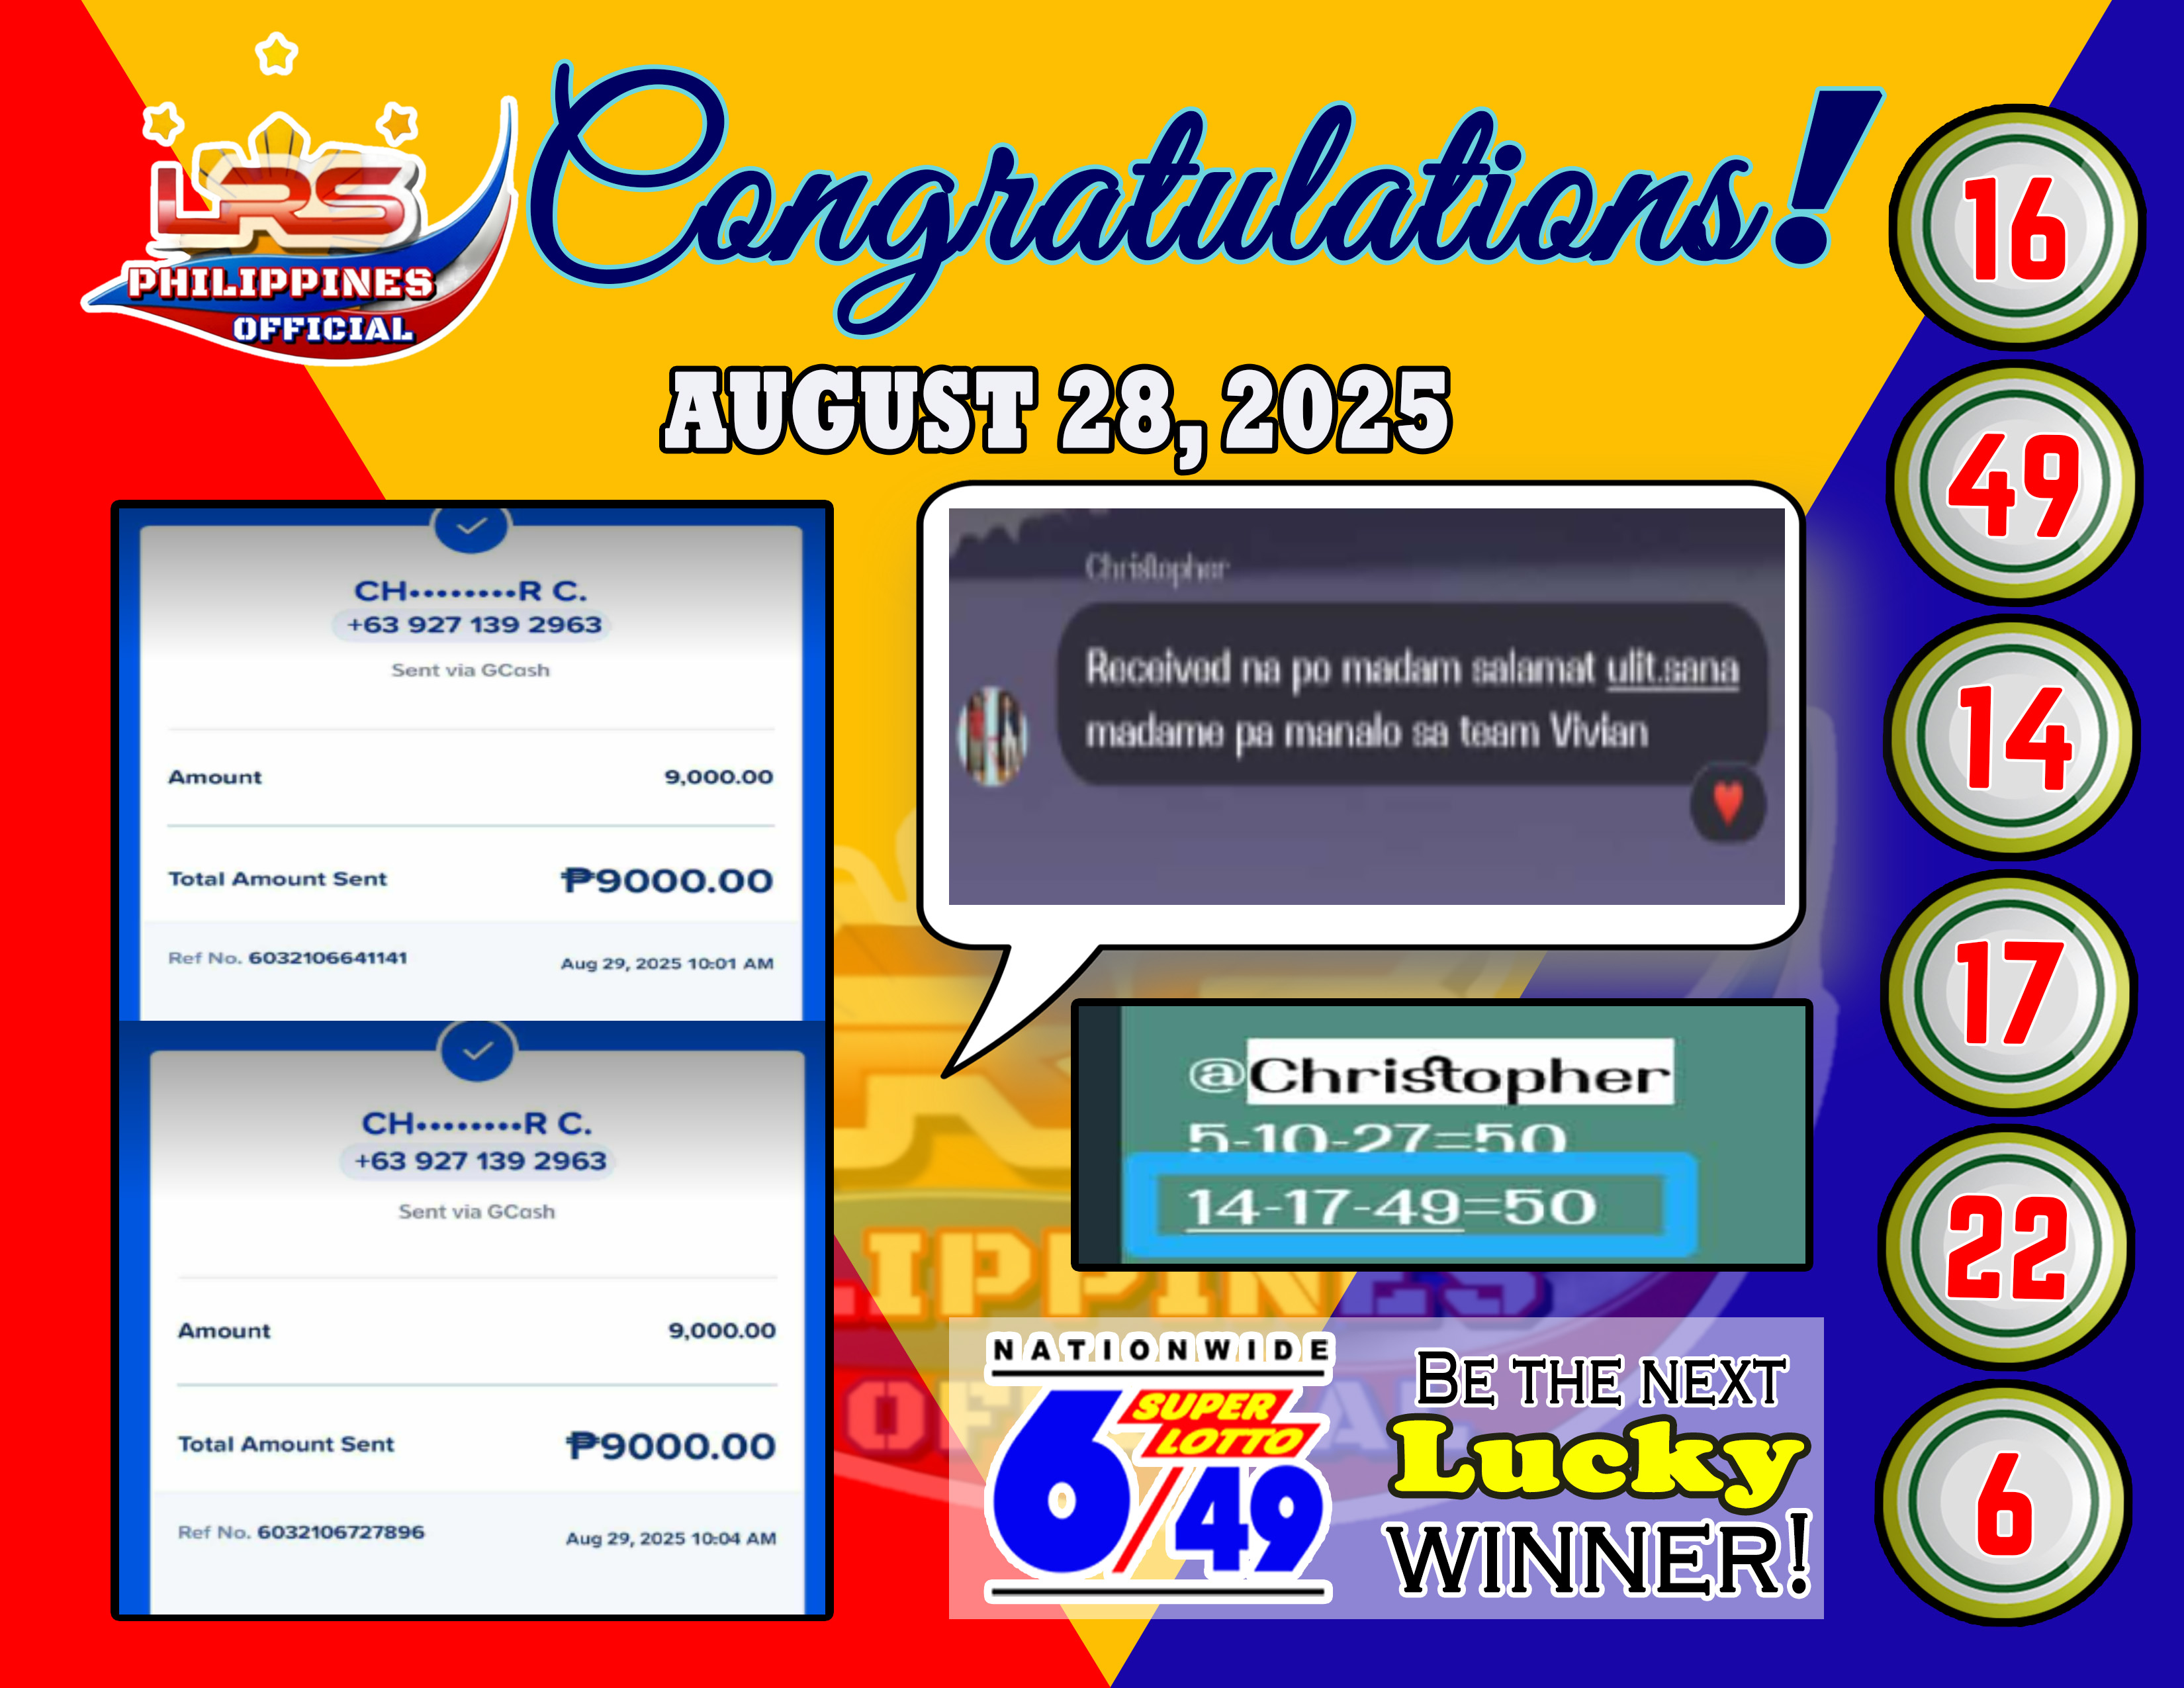 LRS
PHILIPPINES
OFFICIAL
Congratulations!
AUGUST 28, 2025
CH••••••••R C.
+63 927 139 2963
Sent via GCash
Amount 9,000.00
Total Amount Sent ₱9000.00
Ref No. 6032106641141 Aug 29, 2025 10:01 AM
CH••••••••R C.
+63 927 139 2963
Sent via GCash
Amount 9,000.00
Total Amount Sent ₱9000.00
Ref No. 6032106727896 Aug 29, 2025 10:04 AM
Christopher
Received na po madam salamat ulit.sana
madame pa manalo sa team Vivian
@Christopher
5-10-27=50
14-17-49=50
NATIONWIDE
SUPER
LOTTO
6/49
BE THE NEXT
Lucky
WINNER!
16
49
14
17
22
6